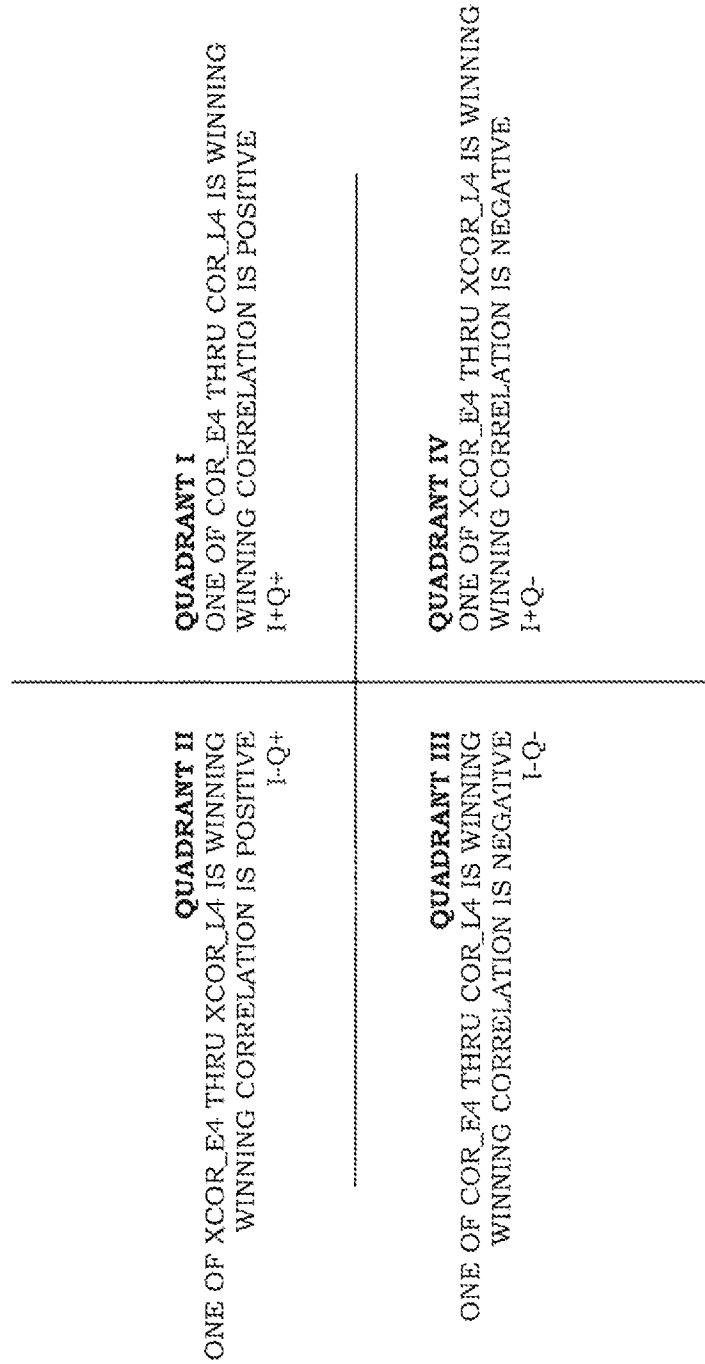 QUADRANT II
ONE OF XCOR_E4 THRU XCOR_L4 IS WINNING
WINNING CORRELATION IS POSITIVE
I-Q+
QUADRANT I
ONE OF COR_E4 THRU COR_L4 IS WINNING
WINNING CORRELATION IS POSITIVE
I+Q+
QUADRANT III
ONE OF COR_E4 THRU COR_L4 IS WINNING
WINNING CORRELATION IS NEGATIVE
I-Q-
QUADRANT IV
ONE OF XCOR_E4 THRU XCOR_L4 IS WINNING
WINNING CORRELATION IS NEGATIVE
I+Q-